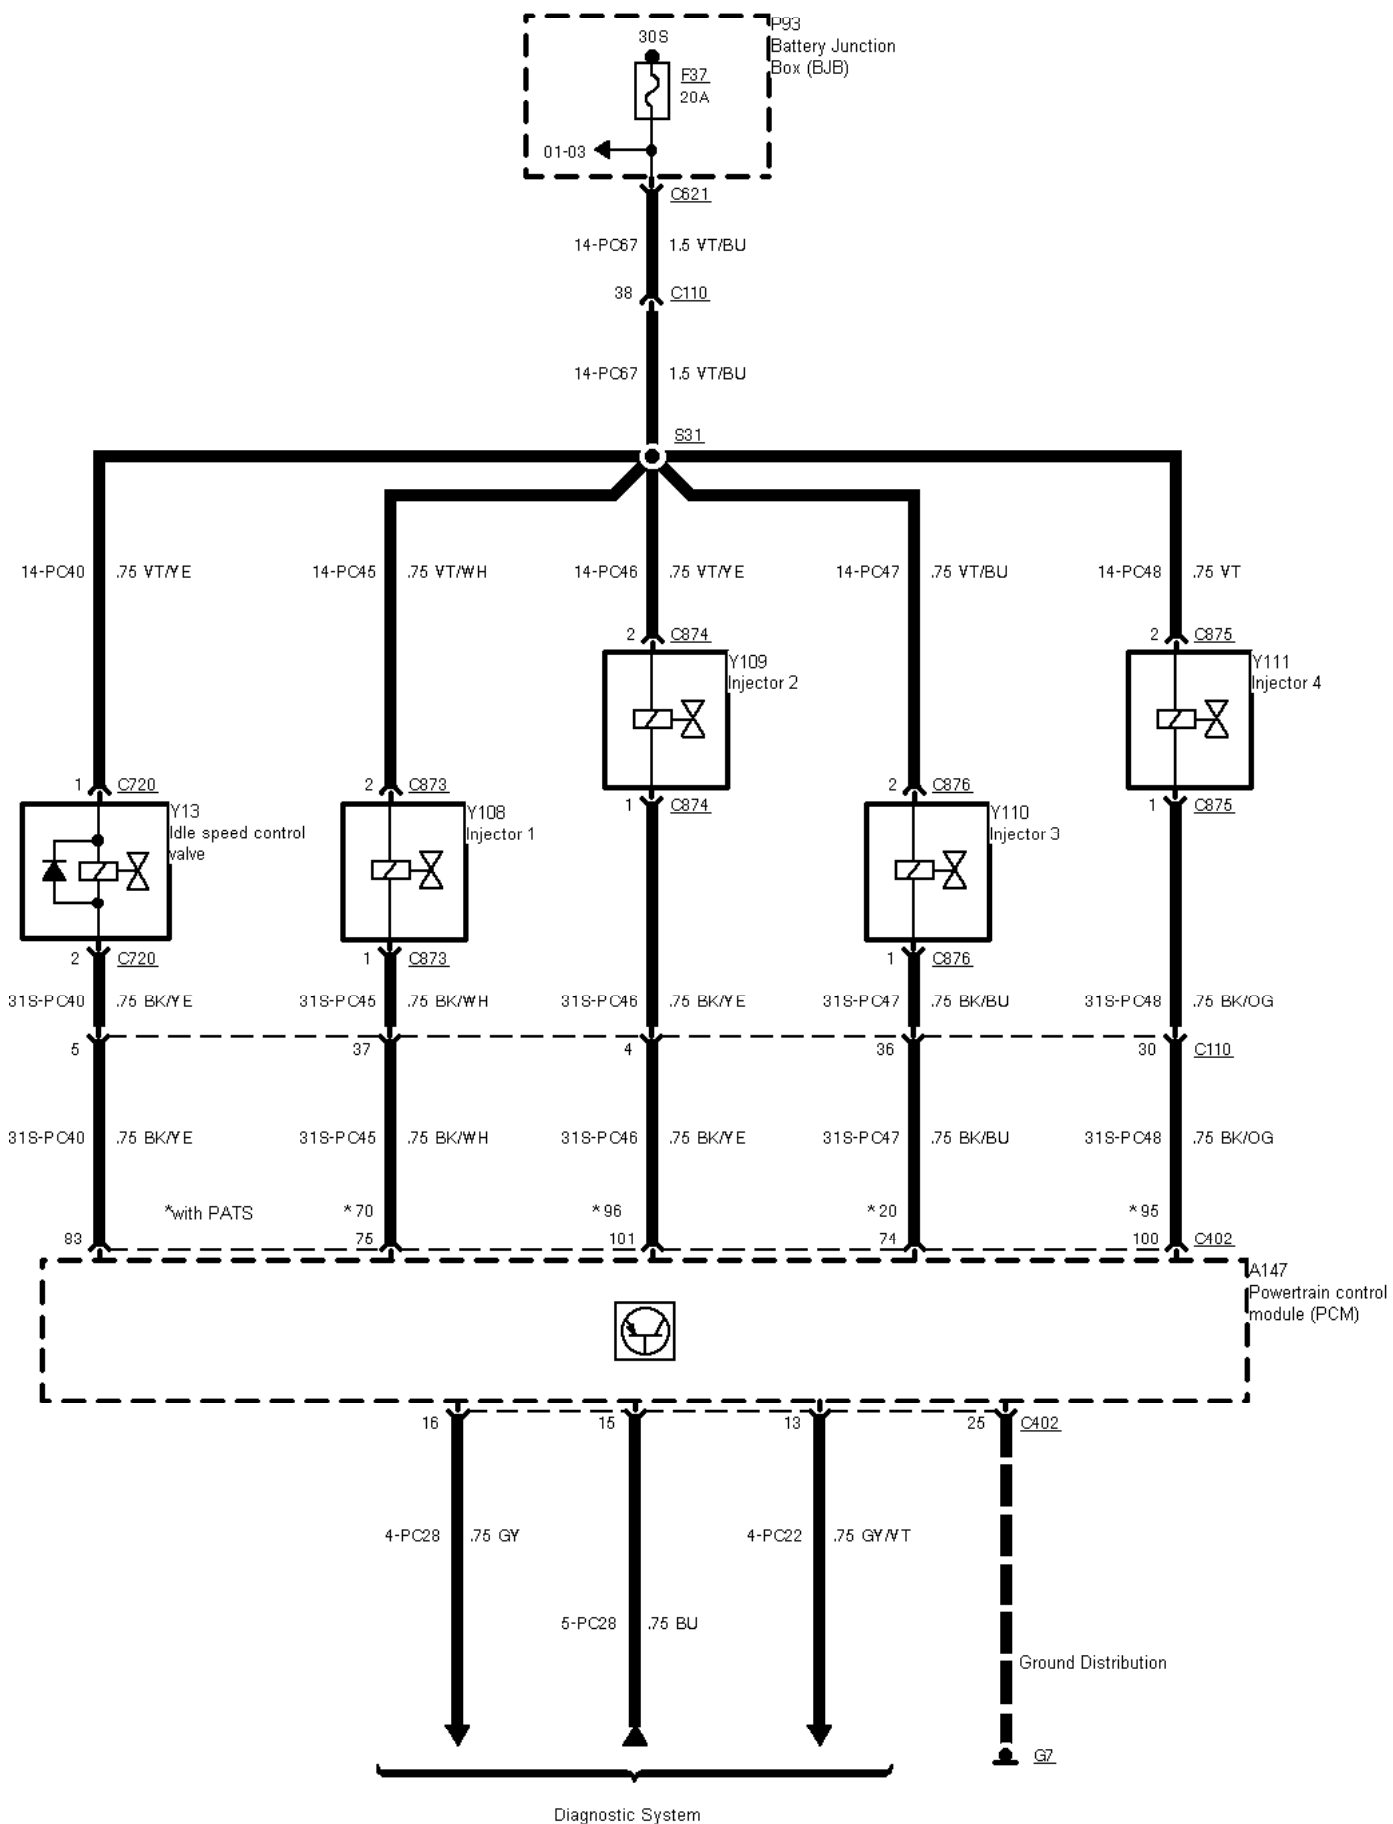 P93
Battery Junction
Box (BJB)
30S
F37
20A
01-03
C621
14-PC67 1.5 VT/BU
38 C110
14-PC67 1.5 VT/BU
S31
14-PC40 .75 VT/YE 14-PC45 .75 VT/WH 14-PC46 .75 VT/YE 14-PC47 .75 VT/BU 14-PC48 .75 VT
2 C874 2 C875
Y109
Injector 2
Y111
Injector 4
1 C720 2 C873 1 C874 2 C876 1 C875
Y13
Idle speed control
valve
Y108
Injector 1
Y110
Injector 3
2 C720 1 C873 1 C876
31S-PC40 .75 BK/YE 31S-PC45 .75 BK/WH 31S-PC46 .75 BK/YE 31S-PC47 .75 BK/BU 31S-PC48 .75 BK/OG
5 37 4 36 30 C110
31S-PC40 .75 BK/YE 31S-PC45 .75 BK/WH 31S-PC46 .75 BK/YE 31S-PC47 .75 BK/BU 31S-PC48 .75 BK/OG
*with PATS *70 *96 *20 *95
83 75 101 74 100 C402
A147
Powertrain control
module (PCM)
16 15 13 25 C402
4-PC28 .75 GY 4-PC22 .75 GY/VT
5-PC28 .75 BU
Ground Distribution
G7
Diagnostic System